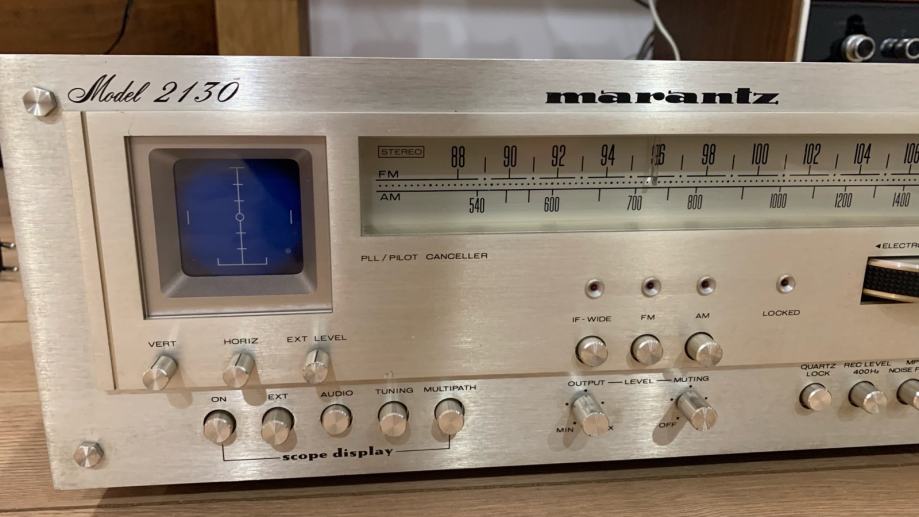 Model 2130
marantz
STEREO
88 90 92 94 96 98 100 102 104 106
FM
AM
540 600 700 800 1000 1200 1400
PLL / PILOT CANCELLER
◄ELECTRO
IF-WIDE FM AM LOCKED
VERT HORIZ EXT LEVEL
ON EXT AUDIO TUNING MULTIPATH
OUTPUT — LEVEL — MUTING
MIN OFF
QUARTZ LOCK
REC LEVEL 400Hz
scope display